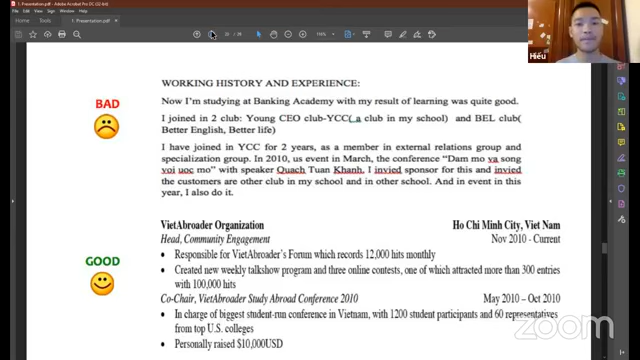 1. Presentation.pdf - Adobe Acrobat Pro DC (32-bit)
File Edit View Sign Window Help
Home Tools 1. Presentation.pdf ×
Hiếu
WORKING HISTORY AND EXPERIENCE:
BAD
Now I'm studying at Banking Academy with my result of learning was quite good.
I joined in 2 club: Young CEO club-YCC( a club in my school) and BEL club(
Better English, Better life)
I have joined in YCC for 2 years, as a member in external relations group and
specialization group. In 2010, us event in March, the conference "Dam mo va song
voi uoc mo" with speaker Quach Tuan Khanh, I invied sponsor for this and invied
the customers are other club in my school and in other school. And in event in this
year, I also do it.
GOOD
VietAbroader Organization Ho Chi Minh City, Viet Nam
Head, Community Engagement Nov 2010 - Current
• Responsible for VietAbroader's Forum which records 12,000 hits monthly
• Created new weekly talkshow program and three online contests, one of which attracted more than 300 entries
with 100,000 hits
Co-Chair, VietAbroader Study Abroad Conference 2010 May 2010 – Oct 2010
• In charge of biggest student-run conference in Vietnam, with 1200 student participants and 60 representatives
from top U.S. colleges
• Personally raised $10,000USD
zoom